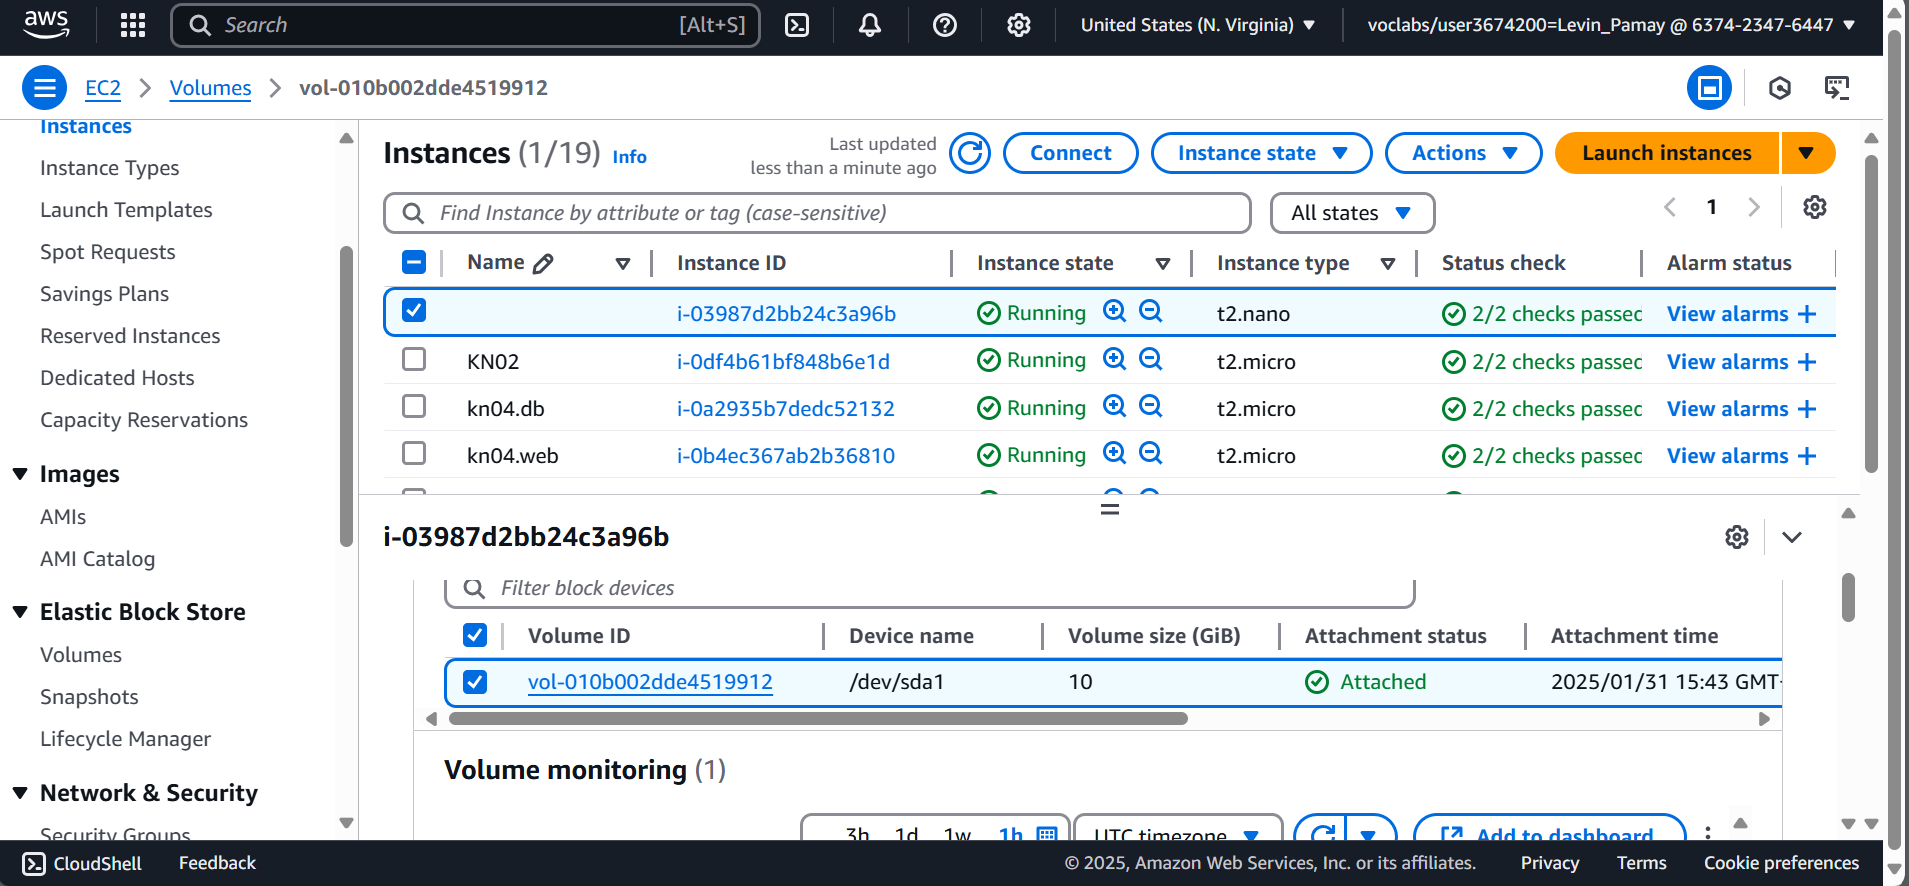 aws
Search [Alt+S]
United States (N. Virginia)
voclabs/user3674200=Levin_Pamay @ 6374-2347-6447
EC2 Volumes vol-010b002dde4519912
Instances
Instance Types
Launch Templates
Spot Requests
Savings Plans
Reserved Instances
Dedicated Hosts
Capacity Reservations
Images
AMIs
AMI Catalog
Elastic Block Store
Volumes
Snapshots
Lifecycle Manager
Network & Security
Security Groups
Instances (1/19) Info
Last updated
less than a minute ago
Connect
Instance state
Actions
Launch instances
Find Instance by attribute or tag (case-sensitive)
All states
1
Name Instance ID Instance state Instance type Status check Alarm status
i-03987d2bb24c3a96b Running t2.nano 2/2 checks passed View alarms
KN02 i-0df4b61bf848b6e1d Running t2.micro 2/2 checks passed View alarms
kn04.db i-0a2935b7dedc52132 Running t2.micro 2/2 checks passed View alarms
kn04.web i-0b4ec367ab2b36810 Running t2.micro 2/2 checks passed View alarms
i-03987d2bb24c3a96b
Filter block devices
Volume ID Device name Volume size (GiB) Attachment status Attachment time
vol-010b002dde4519912 /dev/sda1 10 Attached 2025/01/31 15:43 GMT-
Volume monitoring (1)
3h 1d 1w 1h
UTC timezone
Add to dashboard
CloudShell Feedback
© 2025, Amazon Web Services, Inc. or its affiliates. Privacy Terms Cookie preferences